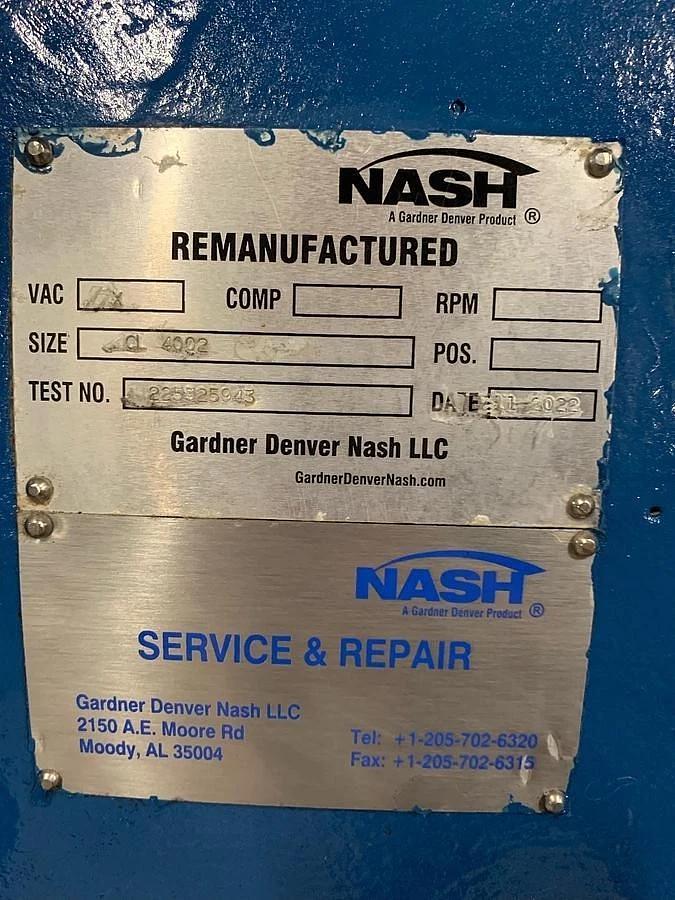 NASH
A Gardner Denver Product ®
REMANUFACTURED
VAC X COMP RPM
SIZE CL 4002 POS.
TEST NO. DATE 11-2022
Gardner Denver Nash LLC
GardnerDenverNash.com
NASH
A Gardner Denver Product ®
SERVICE & REPAIR
Gardner Denver Nash LLC
2150 A.E. Moore Rd
Moody, AL 35004
Tel: +1-205-702-6320
Fax: +1-205-702-6315